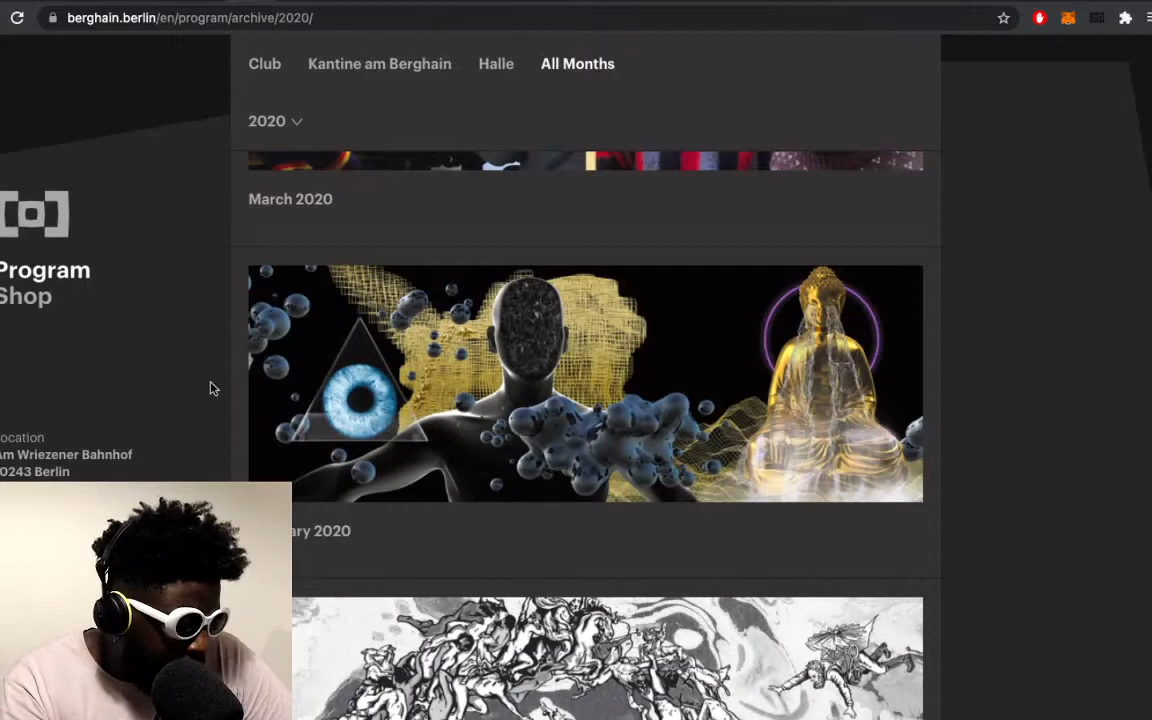 berghain.berlin/en/program/archive/2020/
Club Kantine am Berghain Halle All Months
2020
March 2020
Program
Shop
ocation
Am Wriezener Bahnhof
0243 Berlin
ary 2020